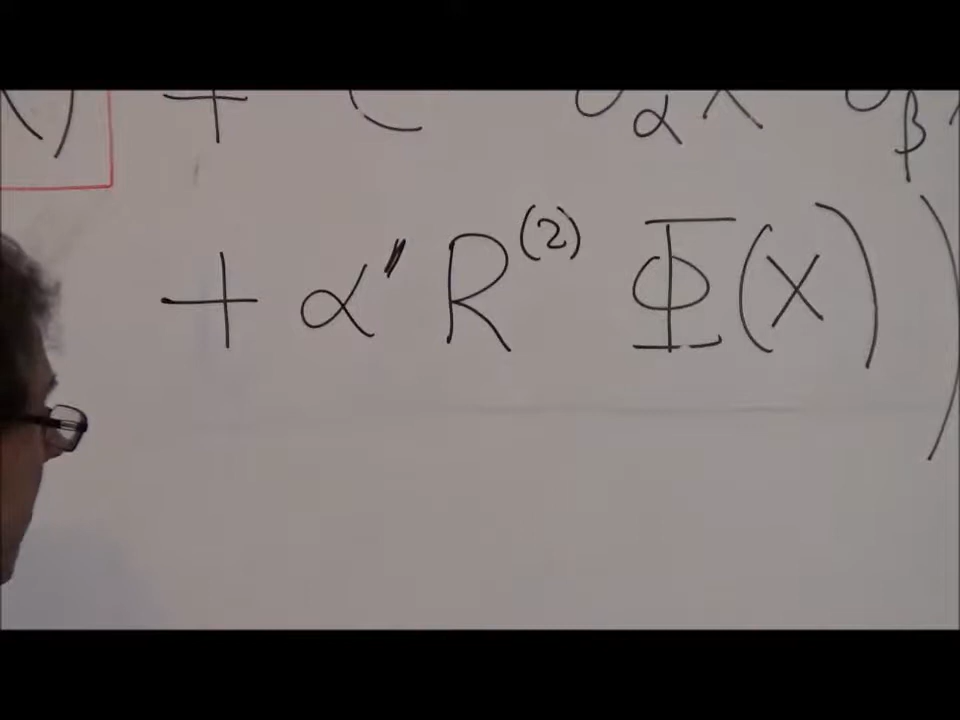 ) + ∂α X ∂β
+ α' R⁽²⁾ Φ(X))